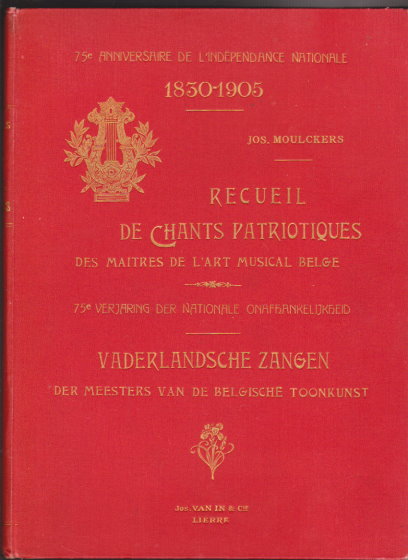 75e ANNIVERSAIRE DE L'INDÉPENDANCE NATIONALE
1830-1905
JOS. MOULCKERS
RECUEIL
DE CHANTS PATRIOTIQUES
DES MAITRES DE L'ART MUSICAL BELGE
75e VERJARING DER NATIONALE ONAFHANKELIJKHEID
VADERLANDSCHE ZANGEN
DER MEESTERS VAN DE BELGISCHE TOONKUNST
JOS. VAN IN & Cie
LIERRE